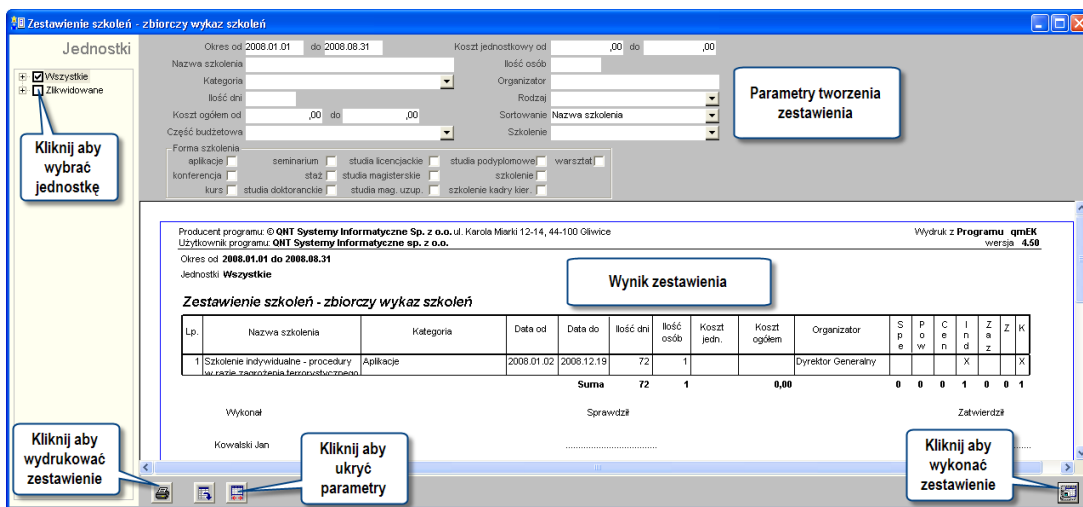 Zestawienie szkoleń - zbiorczy wykaz szkoleń
Jednostki
Wszystkie
Zlikwidowane
Kliknij aby
wybrać
jednostkę
Okres od 2008.01.01 do 2008.08.31 Koszt jednostkowy od ,00 do ,00
Nazwa szkolenia Ilość osób
Kategoria Organizator
Ilość dni Rodzaj
Koszt ogółem od ,00 do ,00 Sortowanie Nazwa szkolenia
Część budżetowa Szkolenie
Forma szkolenia
aplikacje seminarium studia licencjackie studia podyplomowe warsztat
konferencja staż studia magisterskie szkolenie
kurs studia doktoranckie studia mag. uzup. szkolenie kadry kier.
Parametry tworzenia
zestawienia
Producent programu: © QNT Systemy Informatyczne Sp. z o.o. ul. Karola Miarki 12-14, 44-100 Gliwice Wydruk z Programu qrnEK
Użytkownik programu: QNT Systemy Informatyczne sp. z o.o. wersja 4.50
Okres od 2008.01.01 do 2008.08.31
Jednostki Wszystkie
Wynik zestawienia
Zestawienie szkoleń - zbiorczy wykaz szkoleń
Lp. Nazwa szkolenia Kategoria Data od Data do Ilość dni Ilość osób Koszt jedn. Koszt ogółem Organizator Spe Pow Cen Ind Zaz Z K
1 Szkolenie indywidualne - procedury Aplikacje 2008.01.02 2008.12.19 72 1 Dyrektor Generalny X X
w razie zagrożenia terrorystycznego
Suma 72 1 0,00 0 0 0 1 0 0 1
Wykonał Sprawdził Zatwierdził
Kowalski Jan
Kliknij aby
wydrukować
zestawienie
Kliknij aby
ukryć
parametry
Kliknij aby
wykonać
zestawienie